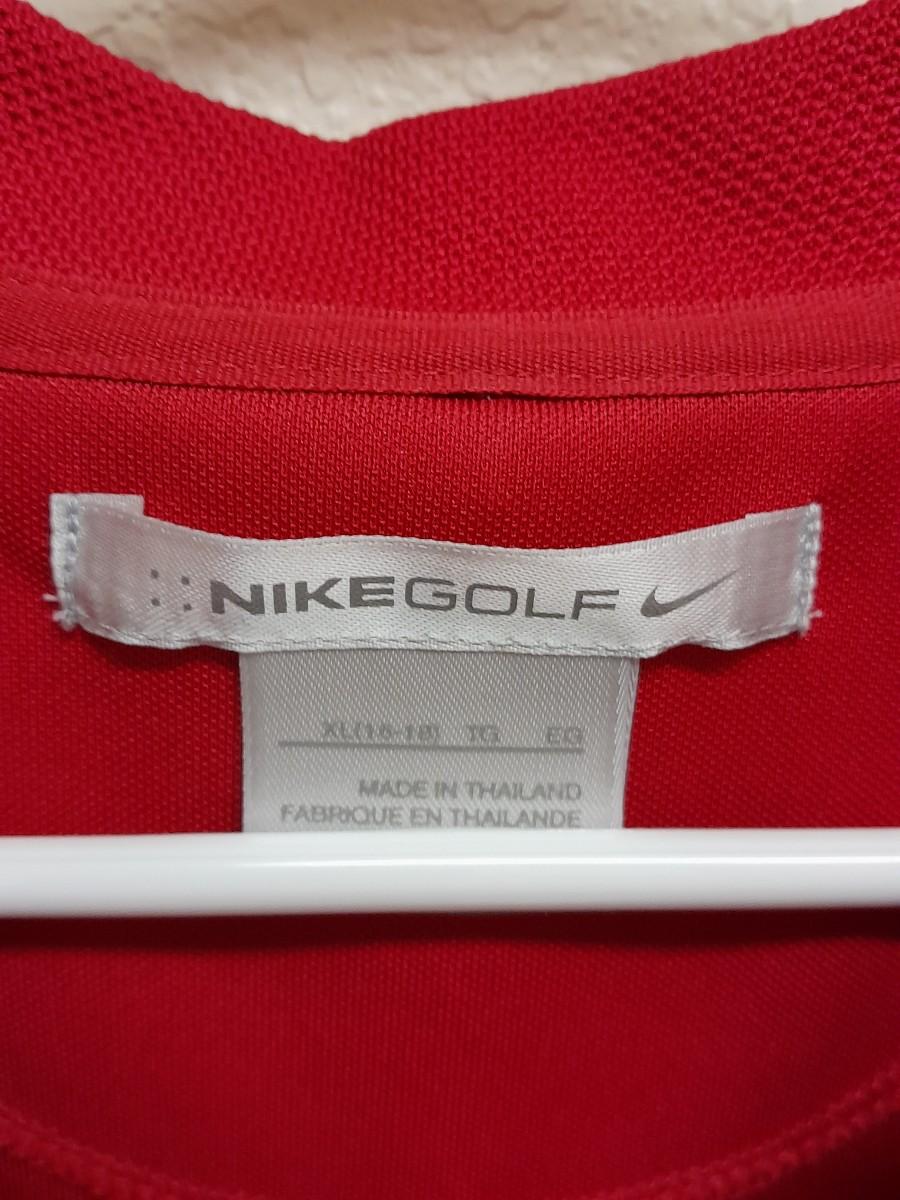 NIKEGOLF
XL(16-18) TG EG
MADE IN THAILAND
FABRIQUE EN THAILANDE